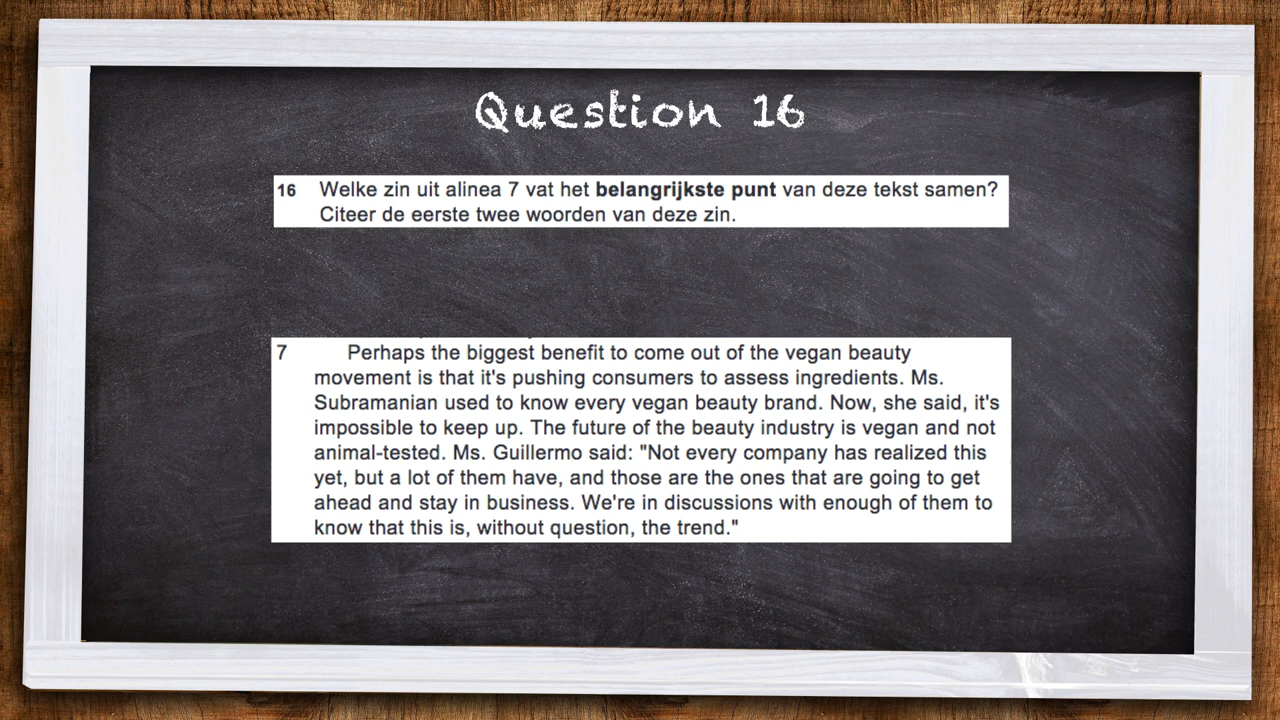 Question 16
16 Welke zin uit alinea 7 vat het belangrijkste punt van deze tekst samen?
Citeer de eerste twee woorden van deze zin.
7 Perhaps the biggest benefit to come out of the vegan beauty
movement is that it's pushing consumers to assess ingredients. Ms.
Subramanian used to know every vegan beauty brand. Now, she said, it's
impossible to keep up. The future of the beauty industry is vegan and not
animal-tested. Ms. Guillermo said: "Not every company has realized this
yet, but a lot of them have, and those are the ones that are going to get
ahead and stay in business. We're in discussions with enough of them to
know that this is, without question, the trend."